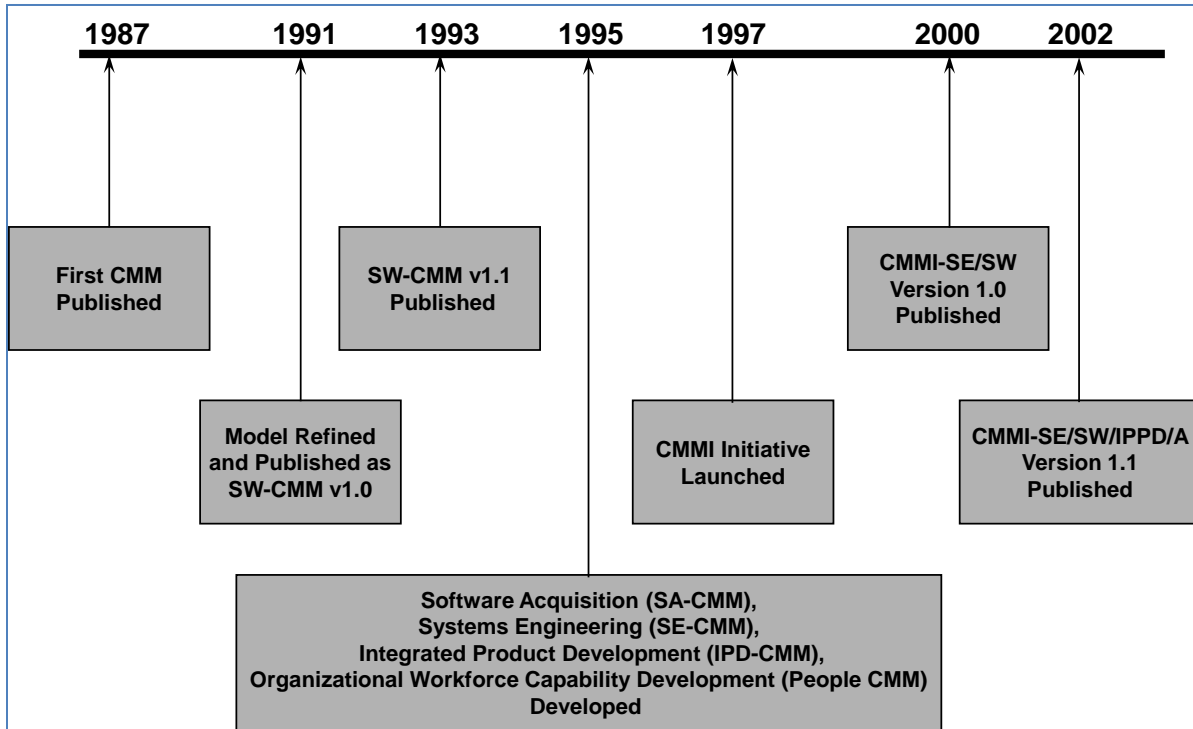 1987 1991 1993 1995 1997 2000 2002
First CMM
Published
SW-CMM v1.1
Published
CMMI-SE/SW
Version 1.0
Published
Model Refined
and Published as
SW-CMM v1.0
CMMI Initiative
Launched
CMMI-SE/SW/IPPD/A
Version 1.1
Published
Software Acquisition (SA-CMM),
Systems Engineering (SE-CMM),
Integrated Product Development (IPD-CMM),
Organizational Workforce Capability Development (People CMM)
Developed